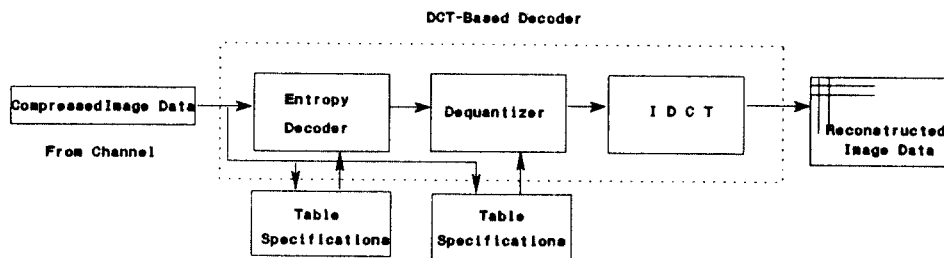 DCT-Based Decoder
CompressedImage Data
From Channel
Entropy
Decoder
Dequantizer
I D C T
Reconstructed
Image Data
Table
Specifications
Table
Specifications